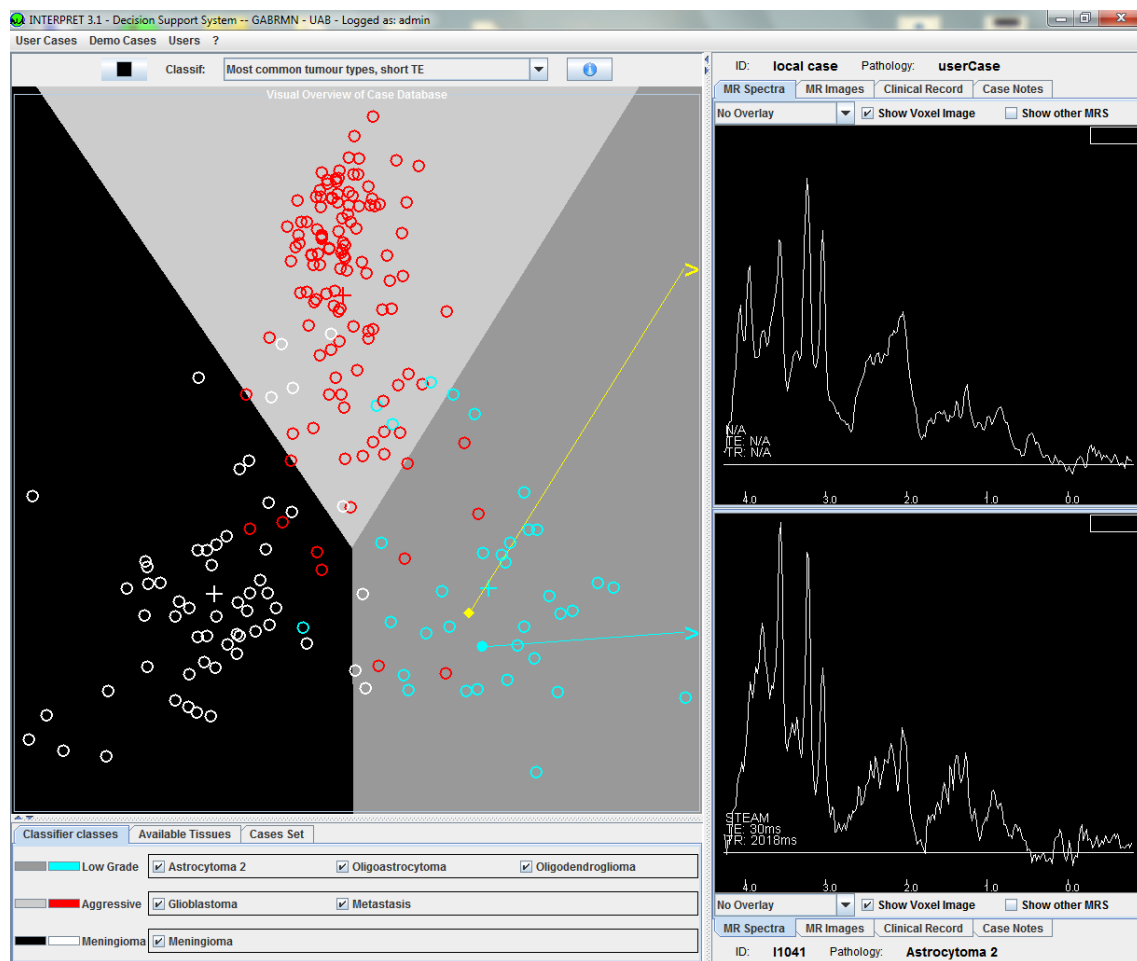 INTERPRET 3.1 - Decision Support System -- GABRMN - UAB - Logged as: admin
User Cases Demo Cases Users ?
Classif: Most common tumour types, short TE
Visual Overview of Case Database
>
>
Classifier classes Available Tissues Cases Set
Low Grade Astrocytoma 2 Oligoastrocytoma Oligodendroglioma
Aggressive Glioblastoma Metastasis
Meningioma Meningioma
ID: local case Pathology: userCase
MR Spectra MR Images Clinical Record Case Notes
No Overlay Show Voxel Image Show other MRS
N/A
TE: N/A
TR: N/A
4.0 3.0 2.0 1.0 0.0
STEAM
TE: 30ms
TR: 2018ms
4.0 3.0 2.0 1.0 0.0
No Overlay Show Voxel Image Show other MRS
MR Spectra MR Images Clinical Record Case Notes
ID: I1041 Pathology: Astrocytoma 2